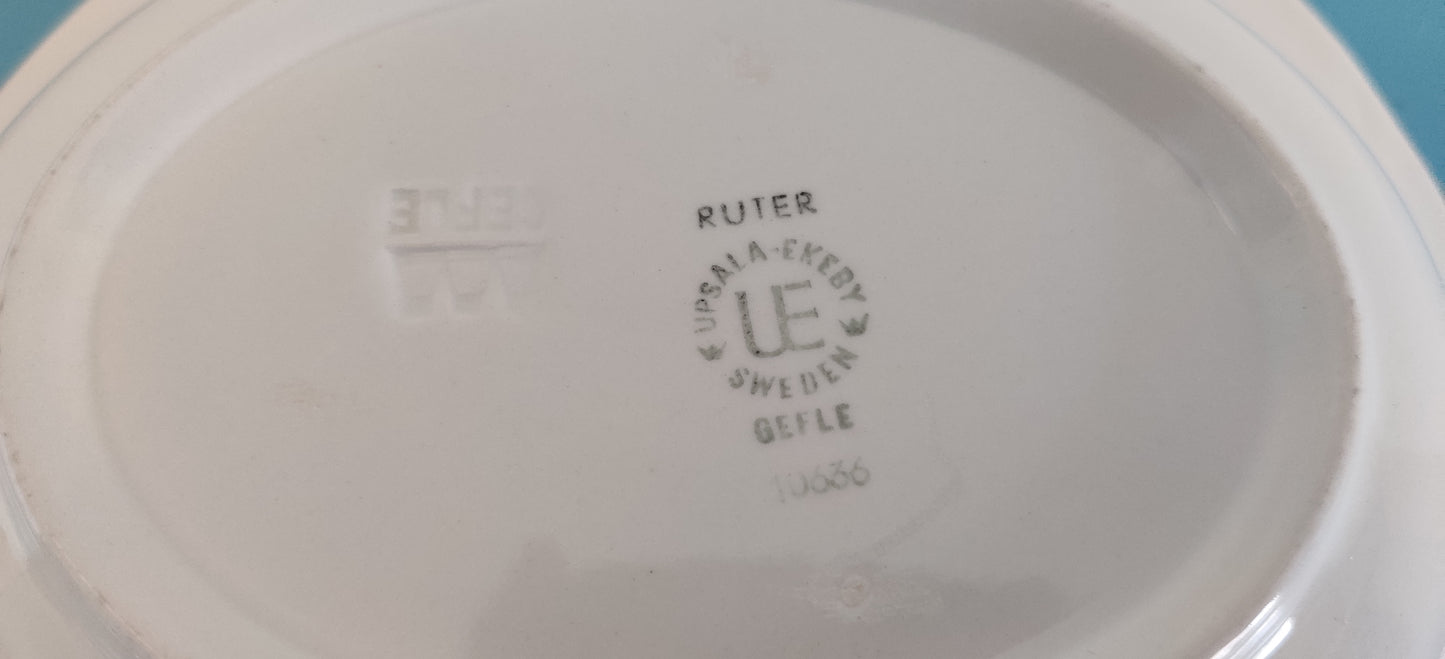 RUTER
UPSALA-EKEBY
UE
SWEDEN
GEFLE
10636
GEFLE